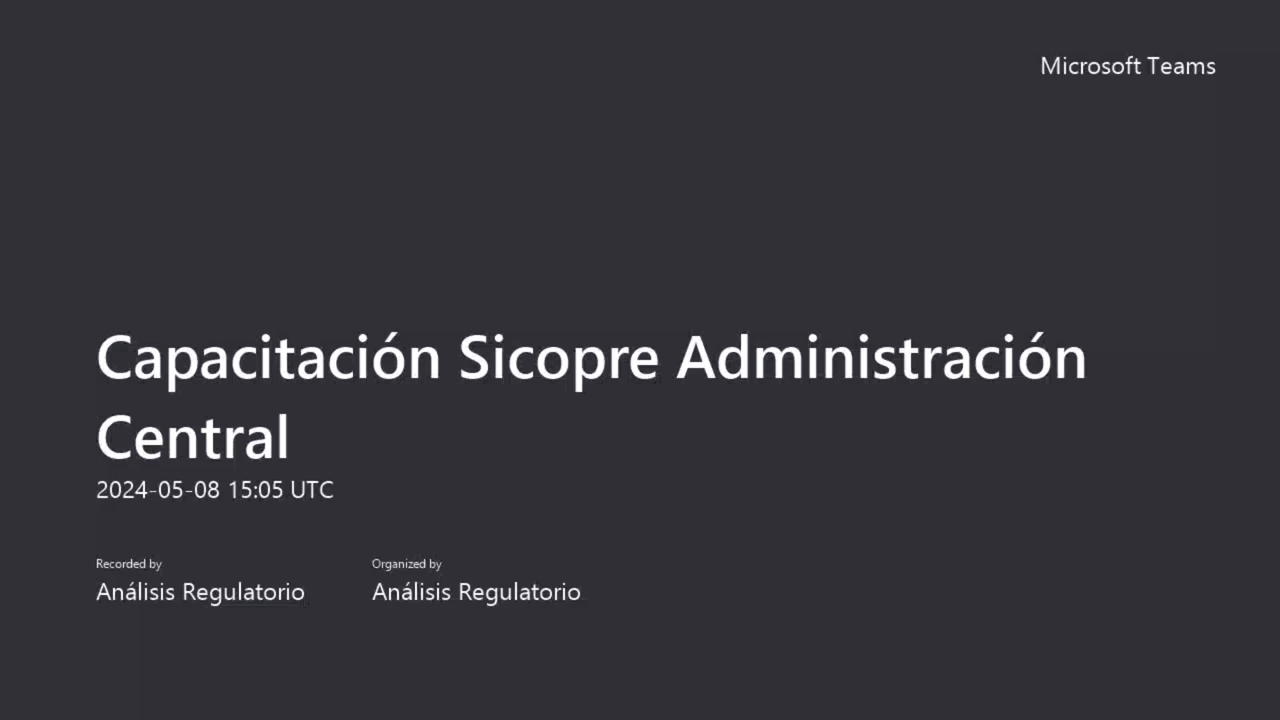 Microsoft Teams
Capacitación Sicopre Administración
Central
2024-05-08 15:05 UTC
Recorded by
Organized by
Análisis Regulatorio
Análisis Regulatorio